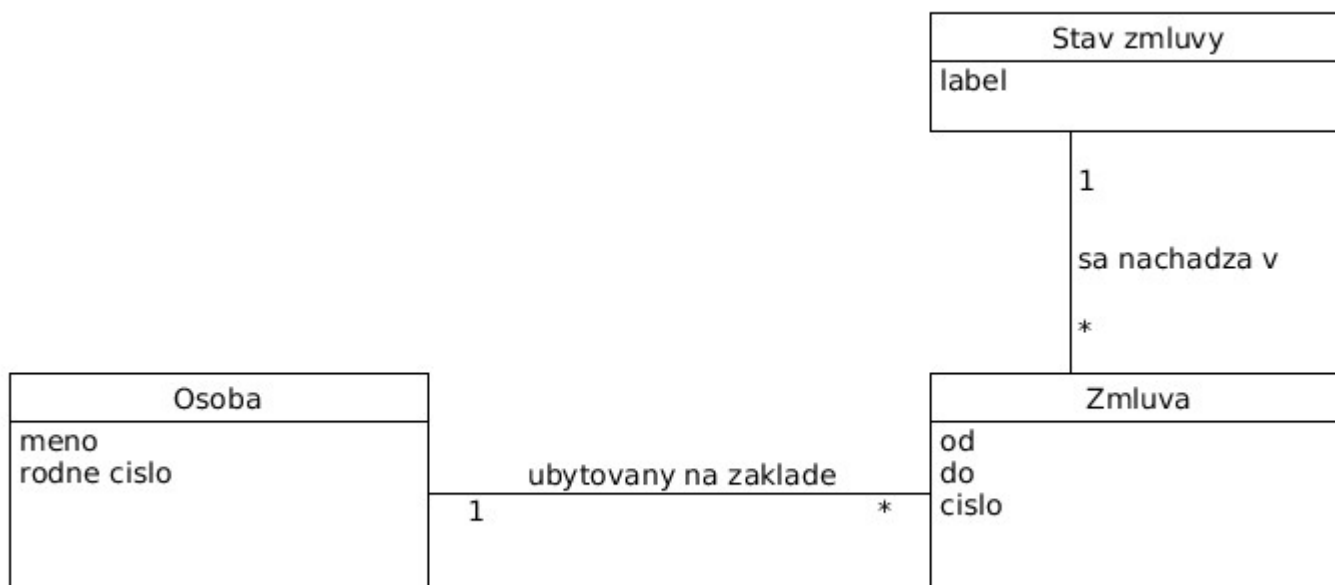 Stav zmluvy
label
1
sa nachadza v
*
Osoba
meno
rodne cislo
ubytovany na zaklade
1
*
Zmluva
od
do
cislo